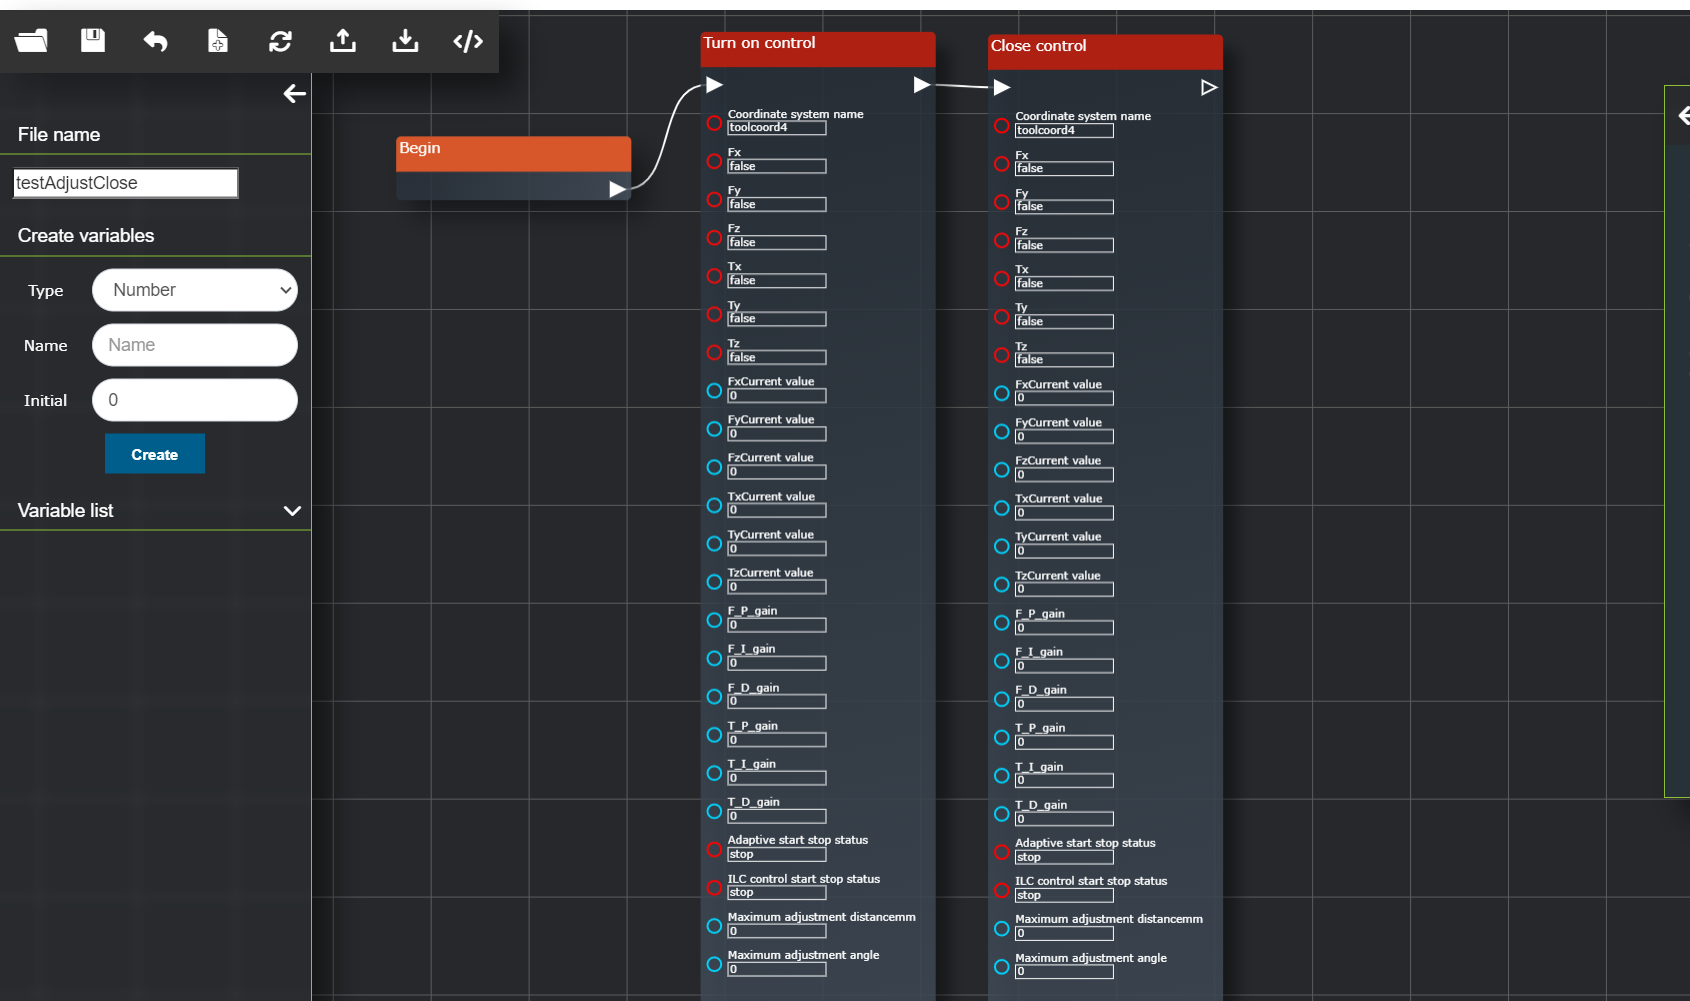 File name
testAdjustClose
Create variables
Type
Number
Name
Name
Initial
0
Create
Variable list
Begin
Turn on control
Coordinate system name
toolcoord4
Fx
false
Fy
false
Fz
false
Tx
false
Ty
false
Tz
false
FxCurrent value
0
FyCurrent value
0
FzCurrent value
0
TxCurrent value
0
TyCurrent value
0
TzCurrent value
0
F_P_gain
0
F_I_gain
0
F_D_gain
0
T_P_gain
0
T_I_gain
0
T_D_gain
0
Adaptive start stop status
stop
ILC control start stop status
stop
Maximum adjustment distancemm
0
Maximum adjustment angle
0
Close control
Coordinate system name
toolcoord4
Fx
false
Fy
false
Fz
false
Tx
false
Ty
false
Tz
false
FxCurrent value
0
FyCurrent value
0
FzCurrent value
0
TxCurrent value
0
TyCurrent value
0
TzCurrent value
0
F_P_gain
0
F_I_gain
0
F_D_gain
0
T_P_gain
0
T_I_gain
0
T_D_gain
0
Adaptive start stop status
stop
ILC control start stop status
stop
Maximum adjustment distancemm
0
Maximum adjustment angle
0